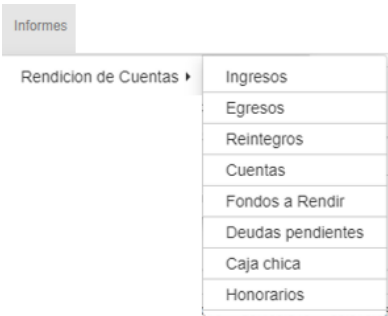 Informes
Rendicion de Cuentas
Ingresos
Egresos
Reintegros
Cuentas
Fondos a Rendir
Deudas pendientes
Caja chica
Honorarios